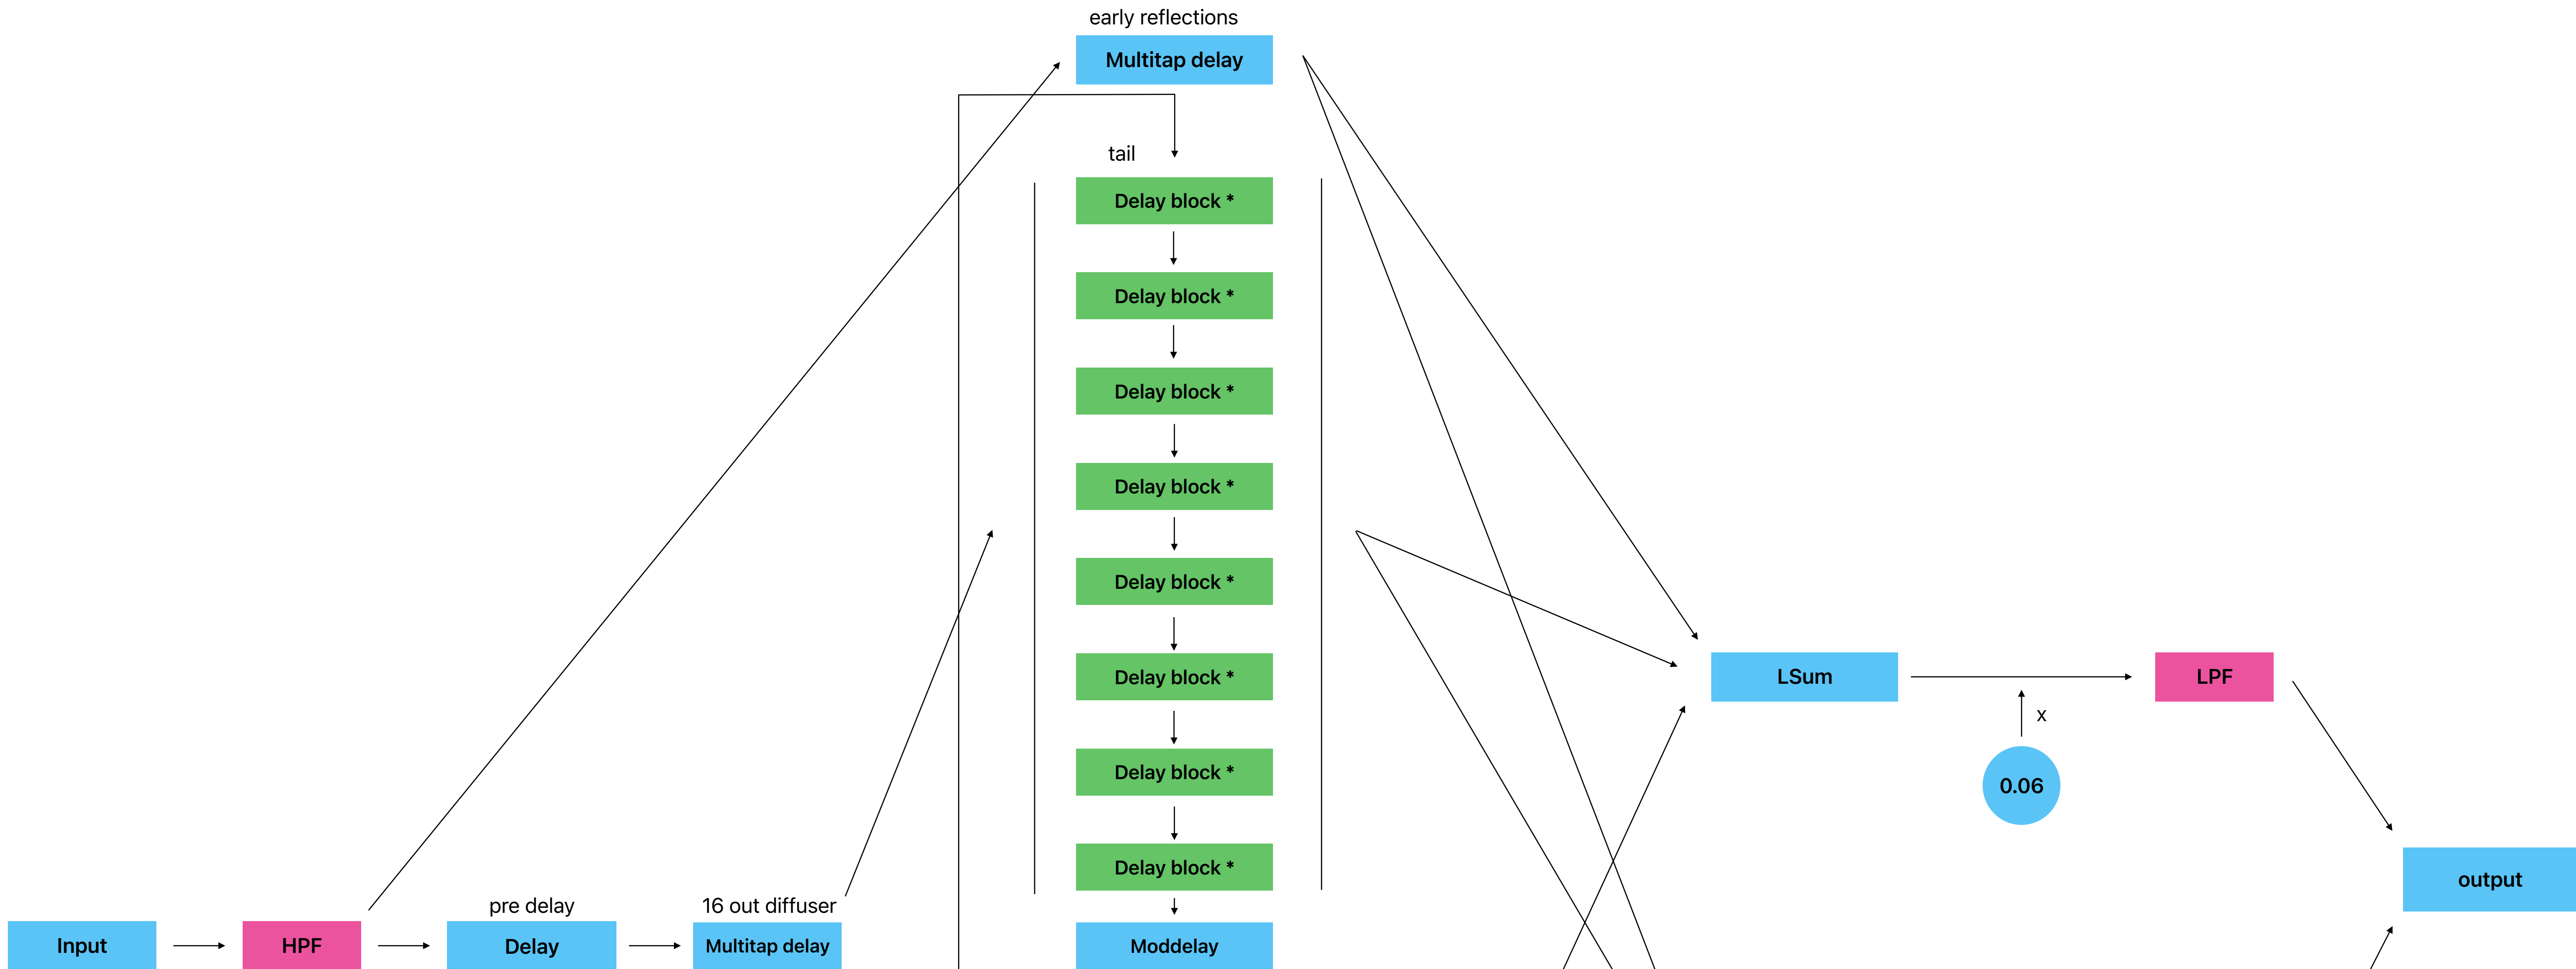 early reflections
Multitap delay
tail
Delay block *
Delay block *
Delay block *
Delay block *
Delay block *
Delay block *
Delay block *
Delay block *
Moddelay
LSum
x
0.06
LPF
output
pre delay
16 out diffuser
Input
HPF
Delay
Multitap delay